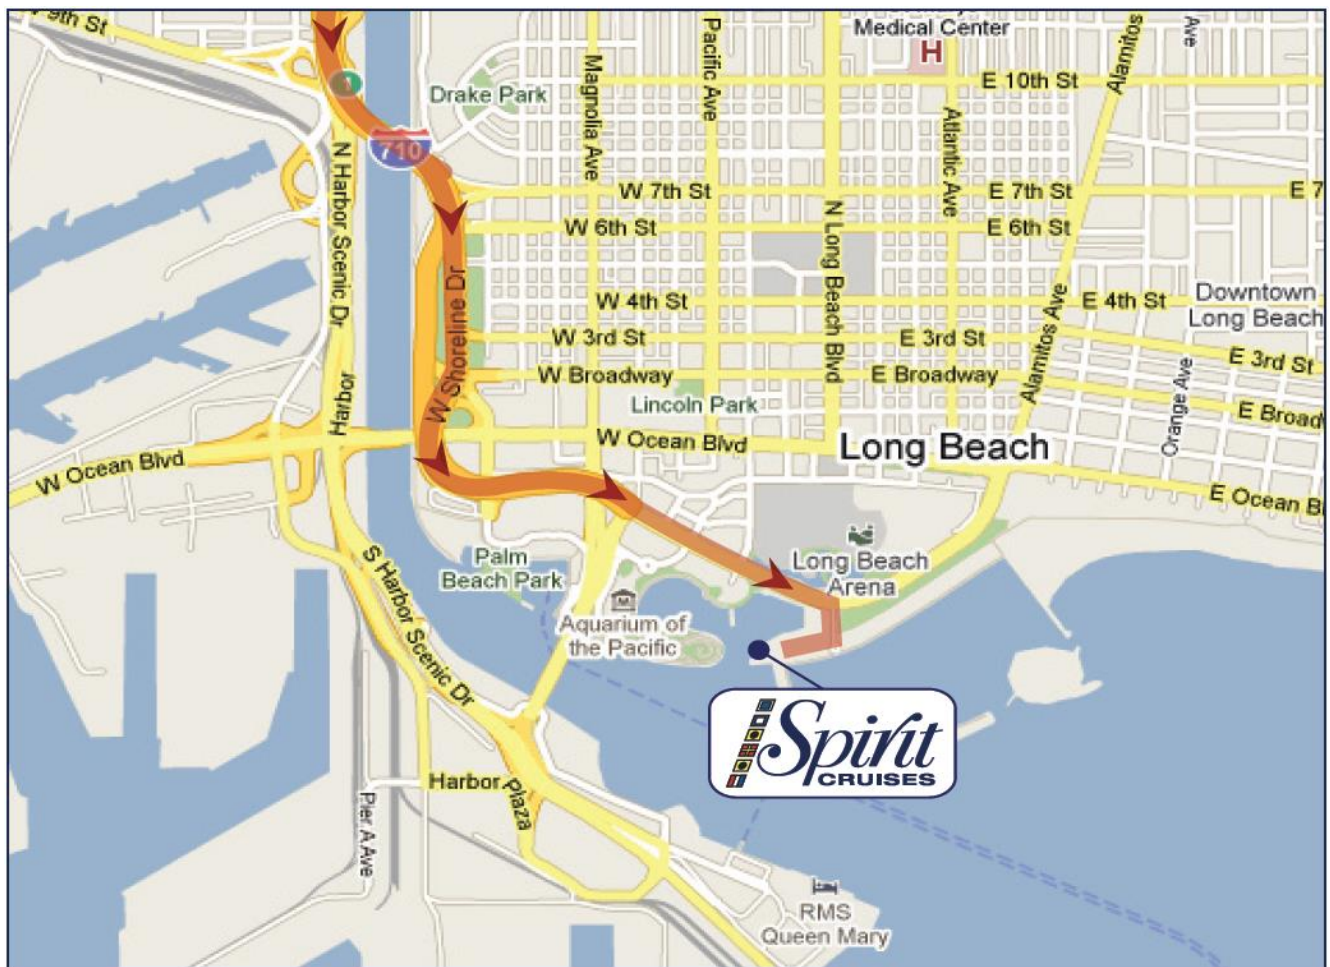 9th St
Medical Center
H
Pacific Ave
Alamitos
Ave
E 10th St
Drake Park
Magnolia Ave
Atlantic Ave
710
N Harbor Scenic Dr
W 7th St
E 7th St
E 7
W 6th St
E 6th St
N Long Beach Blvd
W Shoreline Dr
W 4th St
E 4th St
Downtown
Long Beach
Alamitos Ave
W 3rd St
E 3rd St
E 3rd St
W Broadway
E Broadway
Orange Ave
Harbor
Lincoln Park
E Broadw
W Ocean Blvd
Long Beach
W Ocean Blvd
E Ocean B
Palm
Beach Park
Long Beach
Arena
S Harbor Scenic Dr
Aquarium of
the Pacific
Spirit
CRUISES
Harbor Plaza
Pier A Ave
RMS
Queen Mary